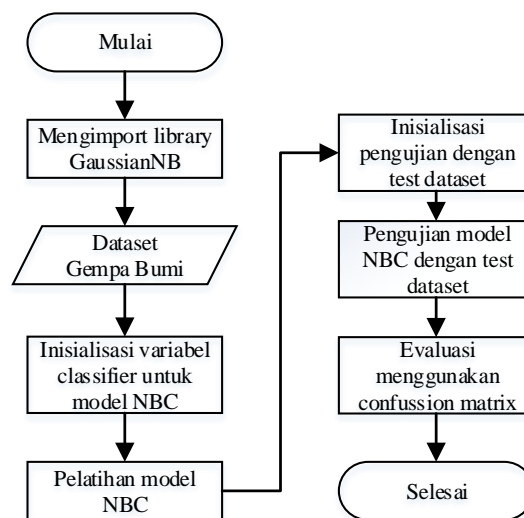 Mulai
Mengimport library
GaussianNB
Dataset
Gempa Bumi
Inisialisasi variabel
classifier untuk
model NBC
Pelatihan model
NBC
Inisialisasi
pengujian dengan
test dataset
Pengujian model
NBC dengan test
dataset
Evaluasi
menggunakan
confussion matrix
Selesai